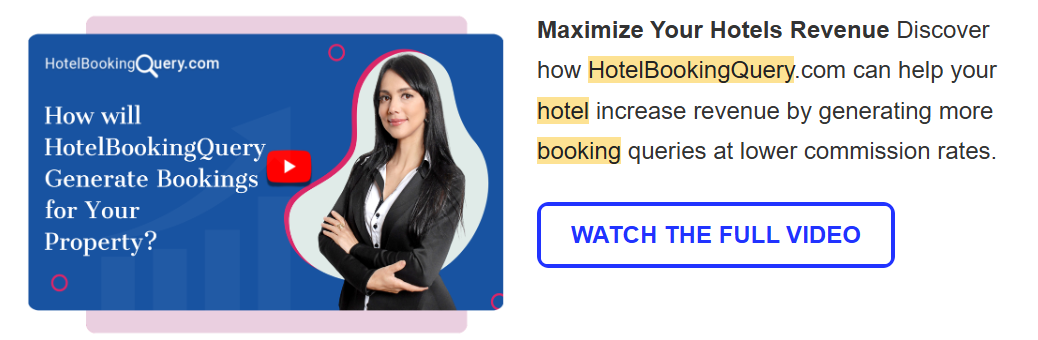 HotelBookingQuery.com
How will
HotelBookingQuery
Generate Bookings
for Your
Property?
Maximize Your Hotels Revenue Discover
how HotelBookingQuery.com can help your
hotel increase revenue by generating more
booking queries at lower commission rates.
WATCH THE FULL VIDEO